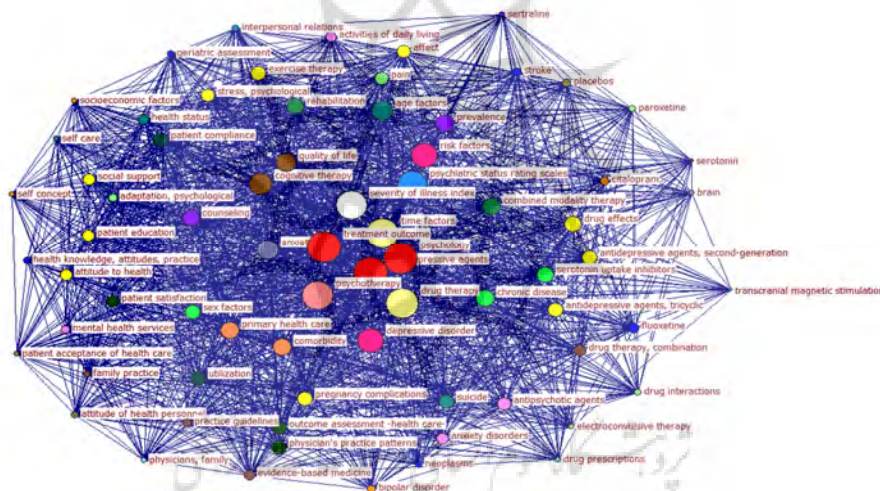 sertraline
interpersonal relations
activities of daily living
affect
geriatric assessment
exercise therapy
stroke
pain
placebos
stress, psychological
socioeconomic factors
rehabilitation
age factors
paroxetine
health status
prevalence
patient compliance
self care
risk factors
quality of life
serotonin
psychiatric status rating scales
social support
cognitive therapy
citalopram
self concept
adaptation, psychological
severity of illness index
brain
combined modality therapy
counseling
drug effects
time factors
patient education
treatment outcome
psychology
antidepressive agents, second-generation
health knowledge, attitudes, practice
pressive agents
attitude to health
serotonin uptake inhibitors
psychotherapy
drug therapy
transcranial magnetic stimulation
patient satisfaction
chronic disease
antidepressive agents, tricyclic
sex factors
mental health services
primary health care
depressive disorder
fluoxetine
patient acceptance of health care
comorbidity
drug therapy, combination
family practice
utilization
drug interactions
pregnancy complications
suicide
antipsychotic agents
attitude of health personnel
practice guidelines
outcome assessment -health care-
electroconvulsive therapy
anxiety disorders
physician's practice patterns
physicians, family
neoplasms
drug prescriptions
evidence-based medicine
bipolar disorder